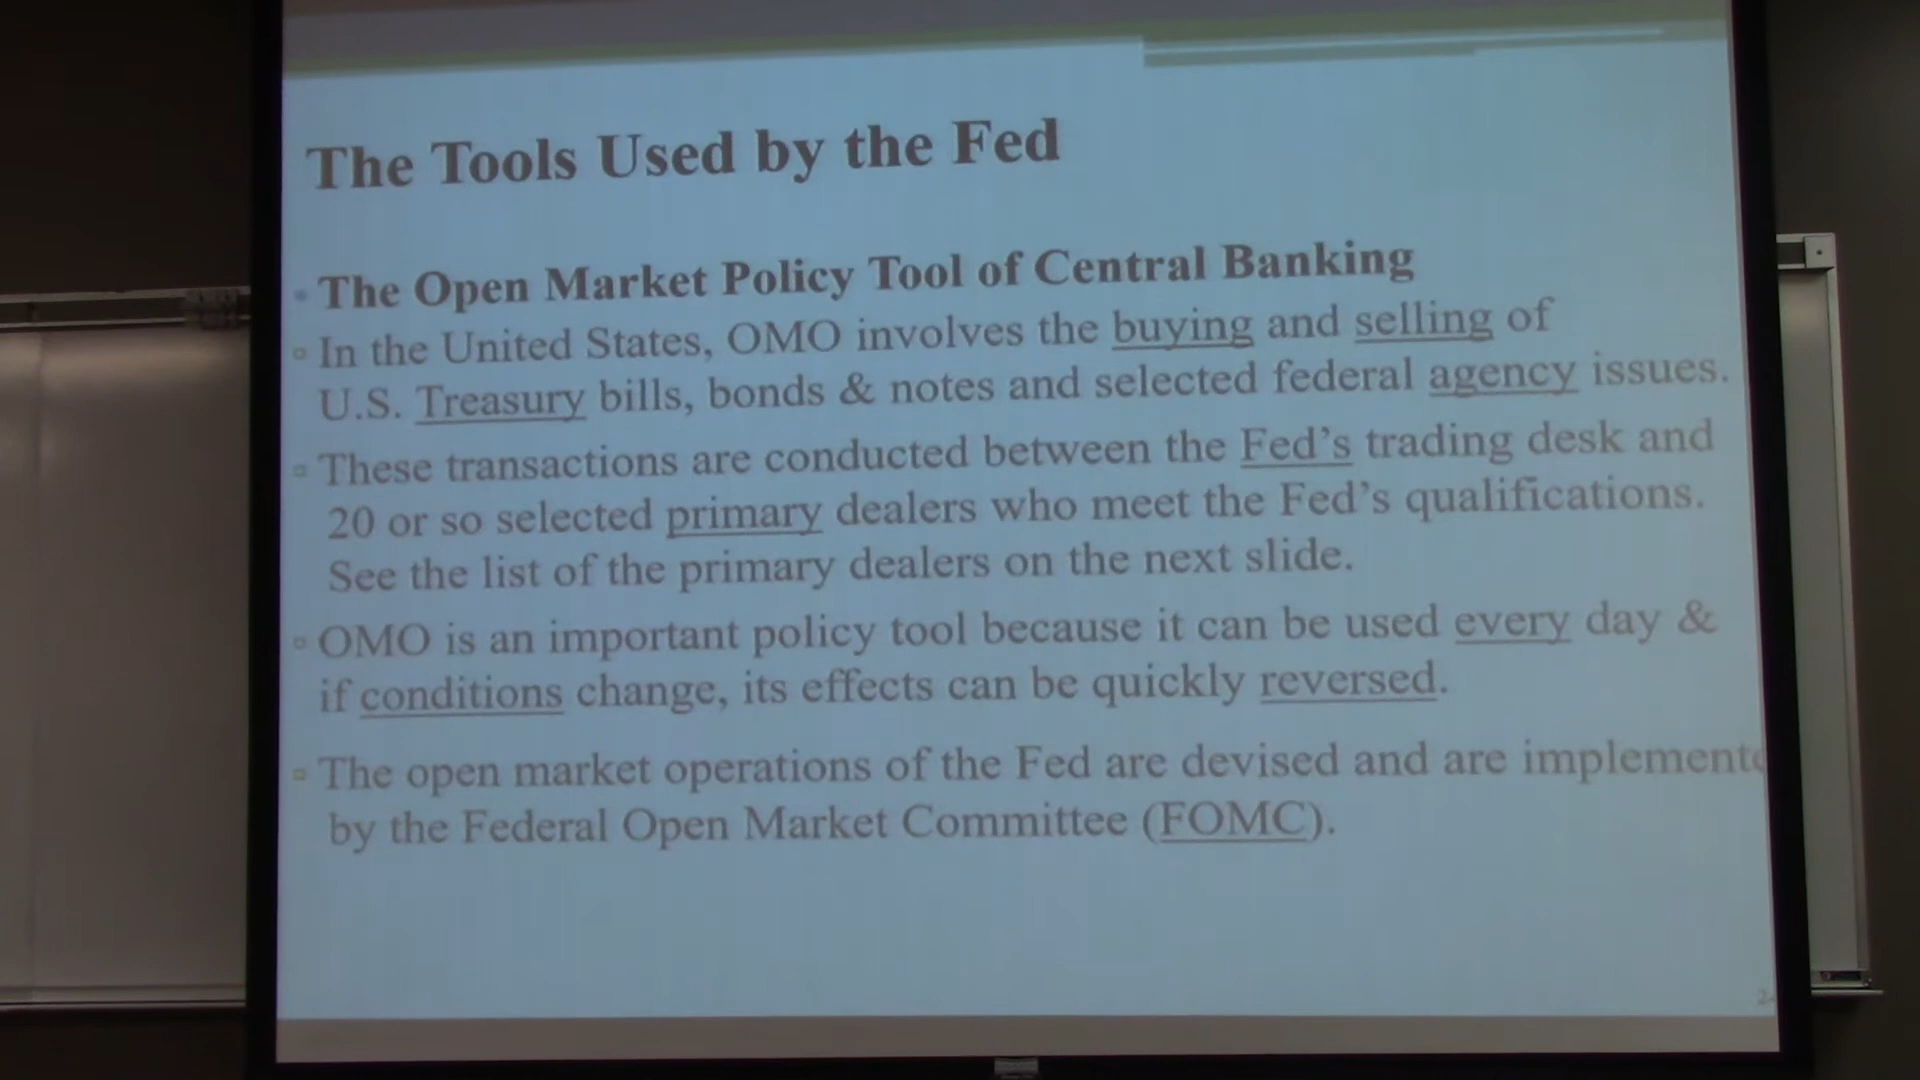 The Tools Used by the Fed
The Open Market Policy Tool of Central Banking
In the United States, OMO involves the buying and selling of
U.S. Treasury bills, bonds & notes and selected federal agency issues.
These transactions are conducted between the Fed's trading desk and
20 or so selected primary dealers who meet the Fed's qualifications.
See the list of the primary dealers on the next slide.
OMO is an important policy tool because it can be used every day &
if conditions change, its effects can be quickly reversed.
The open market operations of the Fed are devised and are implemente
by the Federal Open Market Committee (FOMC).